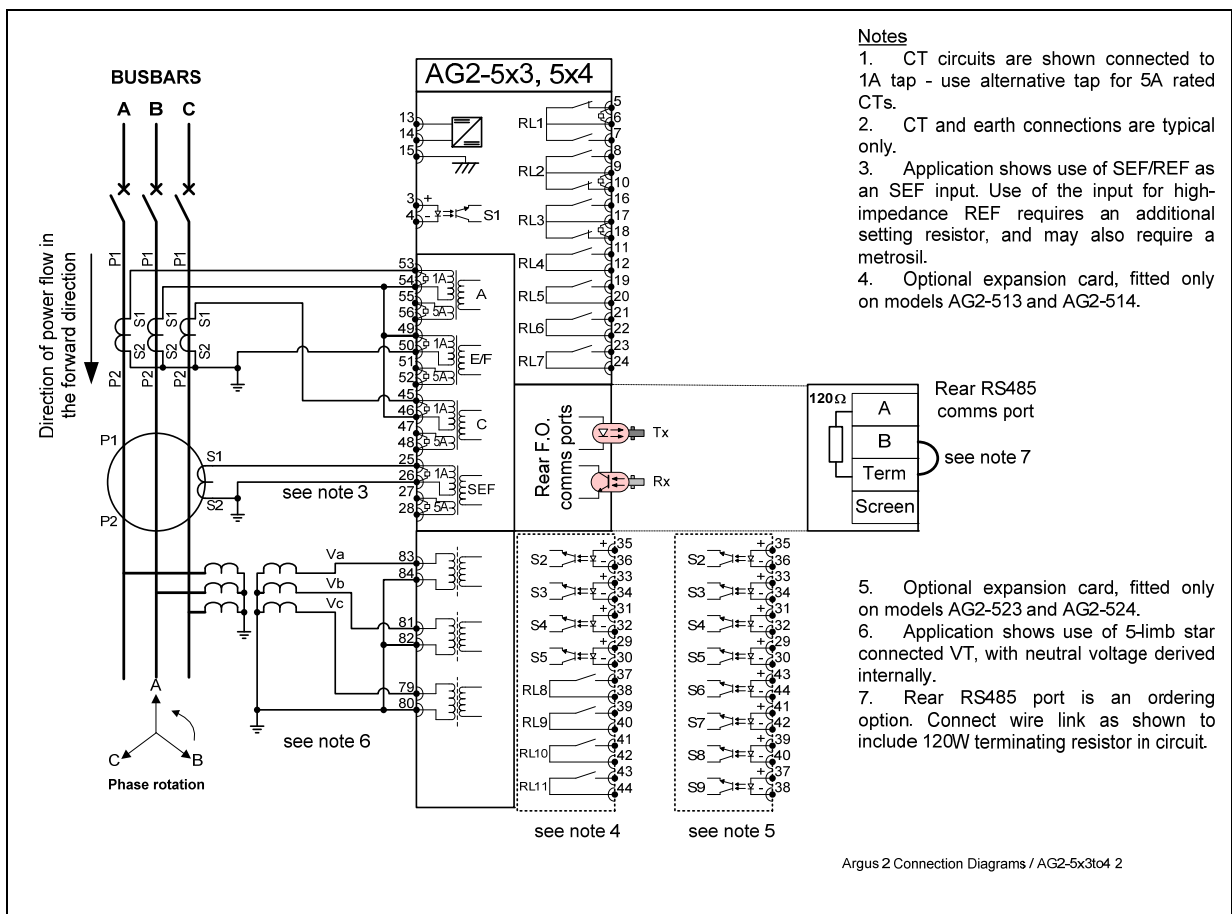 AG2-5x3, 5x4
BUSBARS
A B C
Direction of power flow in
the forward direction
P1 P1 P1
S1 S1 S1
S2 S2 S2
P2 P2 P2
P1
S1
S2
P2
see note 3
Va
Vb
Vc
see note 6
A
C B
Phase rotation
13
14
15
3 +
4 -
S1
53
54 1A
55 A
56 5A
49
50 1A
51 E/F
52 5A
45
46 1A
47 C
48 5A
25
26 1A
27 SEF
28 5A
83
84
81
82
79
80
RL1 5
6
7
RL2 8
9
10
RL3 16
17
18
RL4 11
12
RL5 19
20
RL6 21
22
RL7 23
24
Rear F.O.
comms ports
Tx
Rx
S2 + 35
- 36
S3 + 33
- 34
S4 + 31
- 32
S5 + 29
- 30
RL8 37
38
RL9 39
40
RL10 41
42
RL11 43
44
see note 4
S2 + 35
- 36
S3 + 33
- 34
S4 + 31
- 32
S5 + 29
- 30
S6 + 43
- 44
S7 + 41
- 42
S8 + 39
- 40
S9 + 37
- 38
see note 5
120Ω
A
B
Term
Screen
Rear RS485
comms port
see note 7
Notes
1. CT circuits are shown connected to
1A tap - use alternative tap for 5A rated
CTs.
2. CT and earth connections are typical
only.
3. Application shows use of SEF/REF as
an SEF input. Use of the input for high-
impedance REF requires an additional
setting resistor, and may also require a
metrosil.
4. Optional expansion card, fitted only
on models AG2-513 and AG2-514.
5. Optional expansion card, fitted only
on models AG2-523 and AG2-524.
6. Application shows use of 5-limb star
connected VT, with neutral voltage derived
internally.
7. Rear RS485 port is an ordering
option. Connect wire link as shown to
include 120W terminating resistor in circuit.
Argus 2 Connection Diagrams / AG2-5x3to4 2